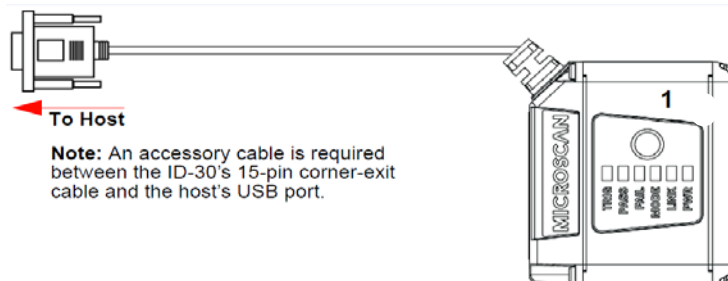 To Host
Note: An accessory cable is required
between the ID-30's 15-pin corner-exit
cable and the host's USB port.
1
MICROSCAN
TRIG
PASS
FAIL
MODE
LINK
PWR